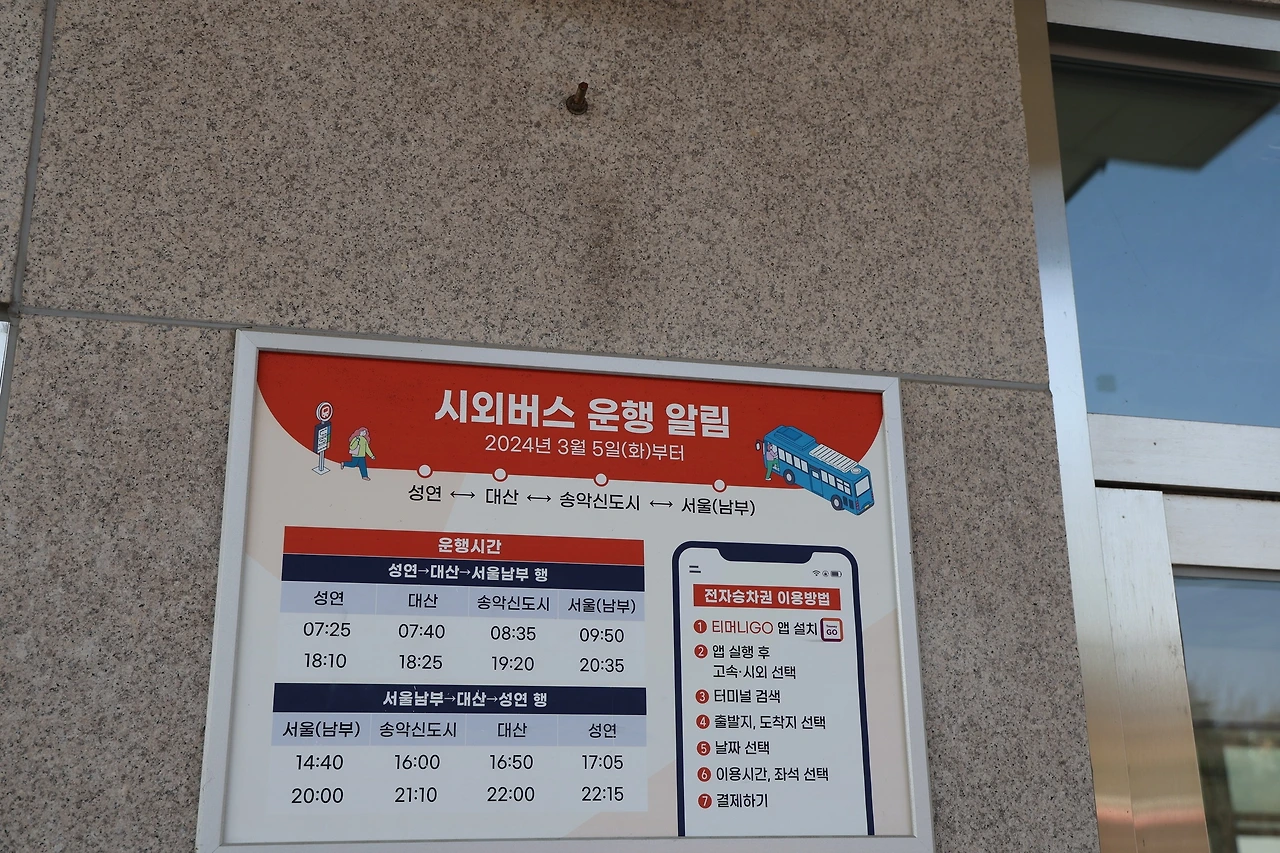 시외버스 운행 알림
2024년 3월 5일(화)부터
성연 ↔ 대산 ↔ 송악신도시 ↔ 서울(남부)
운행시간
성연→대산→서울남부 행
성연 대산 송악신도시 서울(남부)
07:25 07:40 08:35 09:50
18:10 18:25 19:20 20:35
서울남부→대산→성연 행
서울(남부) 송악신도시 대산 성연
14:40 16:00 16:50 17:05
20:00 21:10 22:00 22:15
전자승차권 이용방법
1 티머니GO 앱 설치
GO
2 앱 실행 후
고속·시외 선택
3 터미널 검색
4 출발지, 도착지 선택
5 날짜 선택
6 이용시간, 좌석 선택
7 결제하기